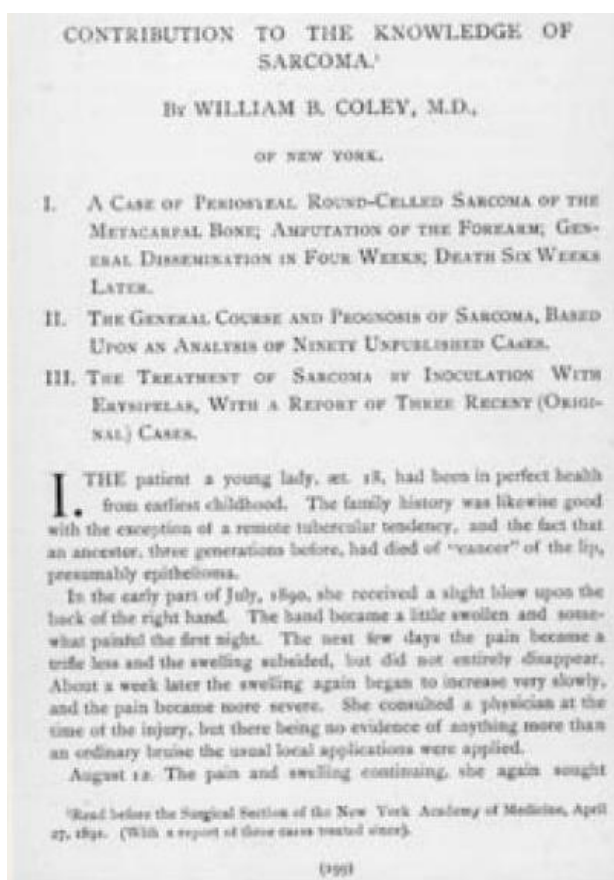 CONTRIBUTION TO THE KNOWLEDGE OF
SARCOMA.¹
BY WILLIAM B. COLEY, M.D.,
OF NEW YORK.
I. A CASE OF PERIOSTEAL ROUND-CELLED SARCOMA OF THE
METACARPAL BONE; AMPUTATION OF THE FOREARM; GEN-
ERAL DISSEMINATION IN FOUR WEEKS; DEATH SIX WEEKS
LATER.
II. THE GENERAL COURSE AND PROGNOSIS OF SARCOMA, BASED
UPON AN ANALYSIS OF NINETY UNPUBLISHED CASES.
III. THE TREATMENT OF SARCOMA BY INOCULATION WITH
ERYSIPELAS, WITH A REPORT OF THREE RECENT (ORIGI-
NAL) CASES.
I. THE patient a young lady, æt. 18, had been in perfect health
from earliest childhood. The family history was likewise good
with the exception of a remote tubercular tendency, and the fact that
an ancestor, three generations before, had died of "cancer" of the lip,
presumably epithelioma.
In the early part of July, 1890, she received a slight blow upon the
back of the right hand. The hand became a little swollen and some-
what painful the first night. The next few days the pain became a
trifle less and the swelling subsided, but did not entirely disappear.
About a week later the swelling again began to increase very slowly,
and the pain became more severe. She consulted a physician at the
time of the injury, but there being no evidence of anything more than
an ordinary bruise the usual local applications were applied.
August 12. The pain and swelling continuing, she again sought
¹Read before the Surgical Section of the New York Academy of Medicine, April
27, 1891. (With a report of three cases treated since).
(199)